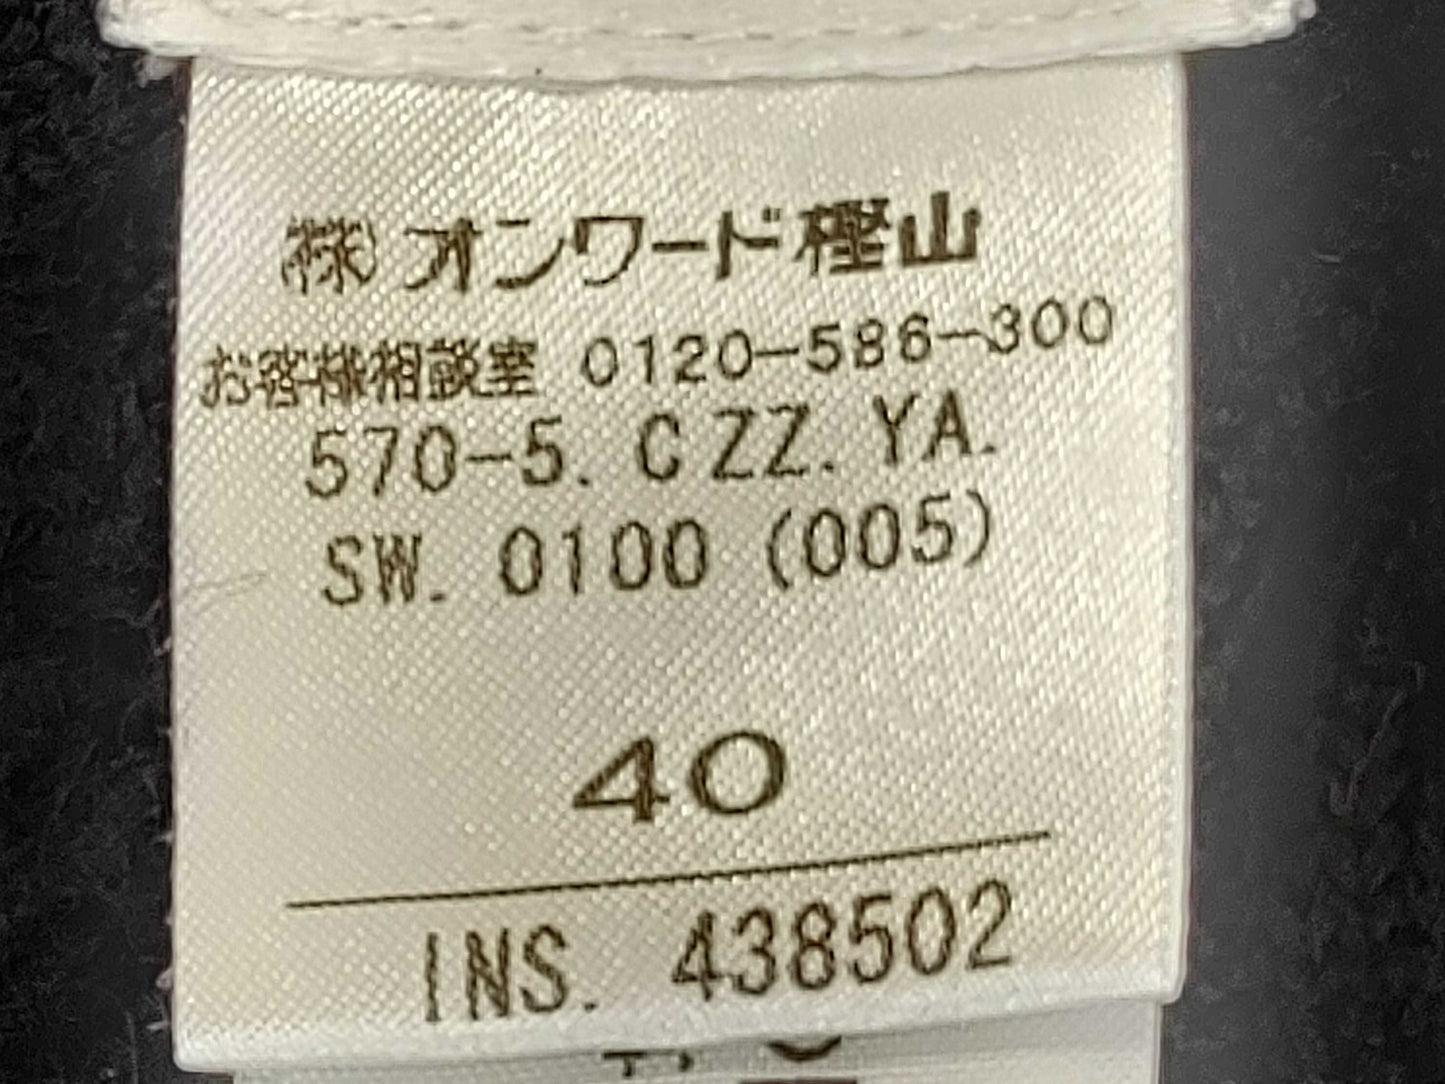 ㈱オンワード樫山
お客様相談室 0120-586-300
570-5. CZZ. YA.
SW. 0100 (005)
40
INS. 438502